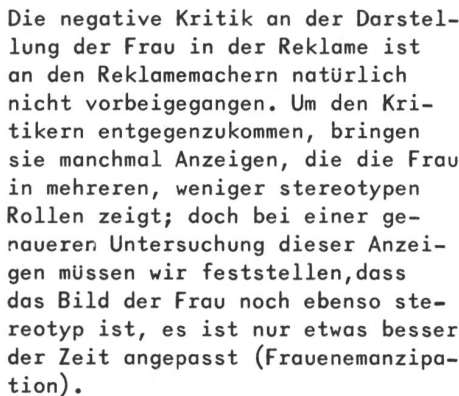 Die negative Kritik an der Darstel-
lung der Frau in der Reklame ist
an den Reklamemachern natürlich
nicht vorbeigegangen. Um den Kri-
tikern entgegenzukommen, bringen
sie manchmal Anzeigen, die die Frau
in mehreren, weniger stereotypen
Rollen zeigt; doch bei einer ge-
naueren Untersuchung dieser Anzei-
gen müssen wir feststellen,dass
das Bild der Frau noch ebenso ste-
reotyp ist, es ist nur etwas besser
der Zeit angepasst (Frauenemanzipa-
tion).